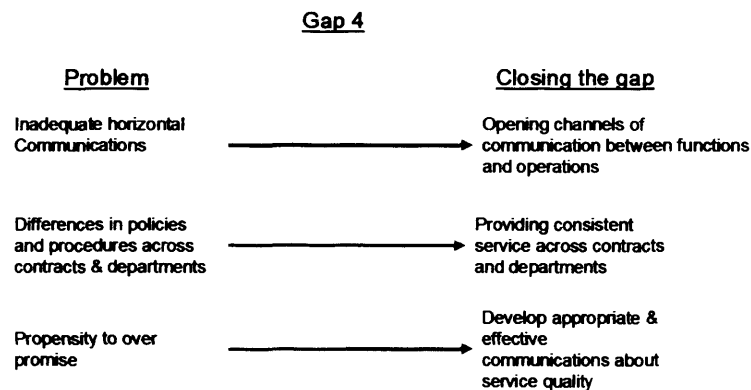 Gap 4
Problem
Closing the gap
Inadequate horizontal
Communications
Opening channels of
communication between functions
and operations
Differences in policies
and procedures across
contracts & departments
Providing consistent
service across contracts
and departments
Propensity to over
promise
Develop appropriate &
effective
communications about
service quality